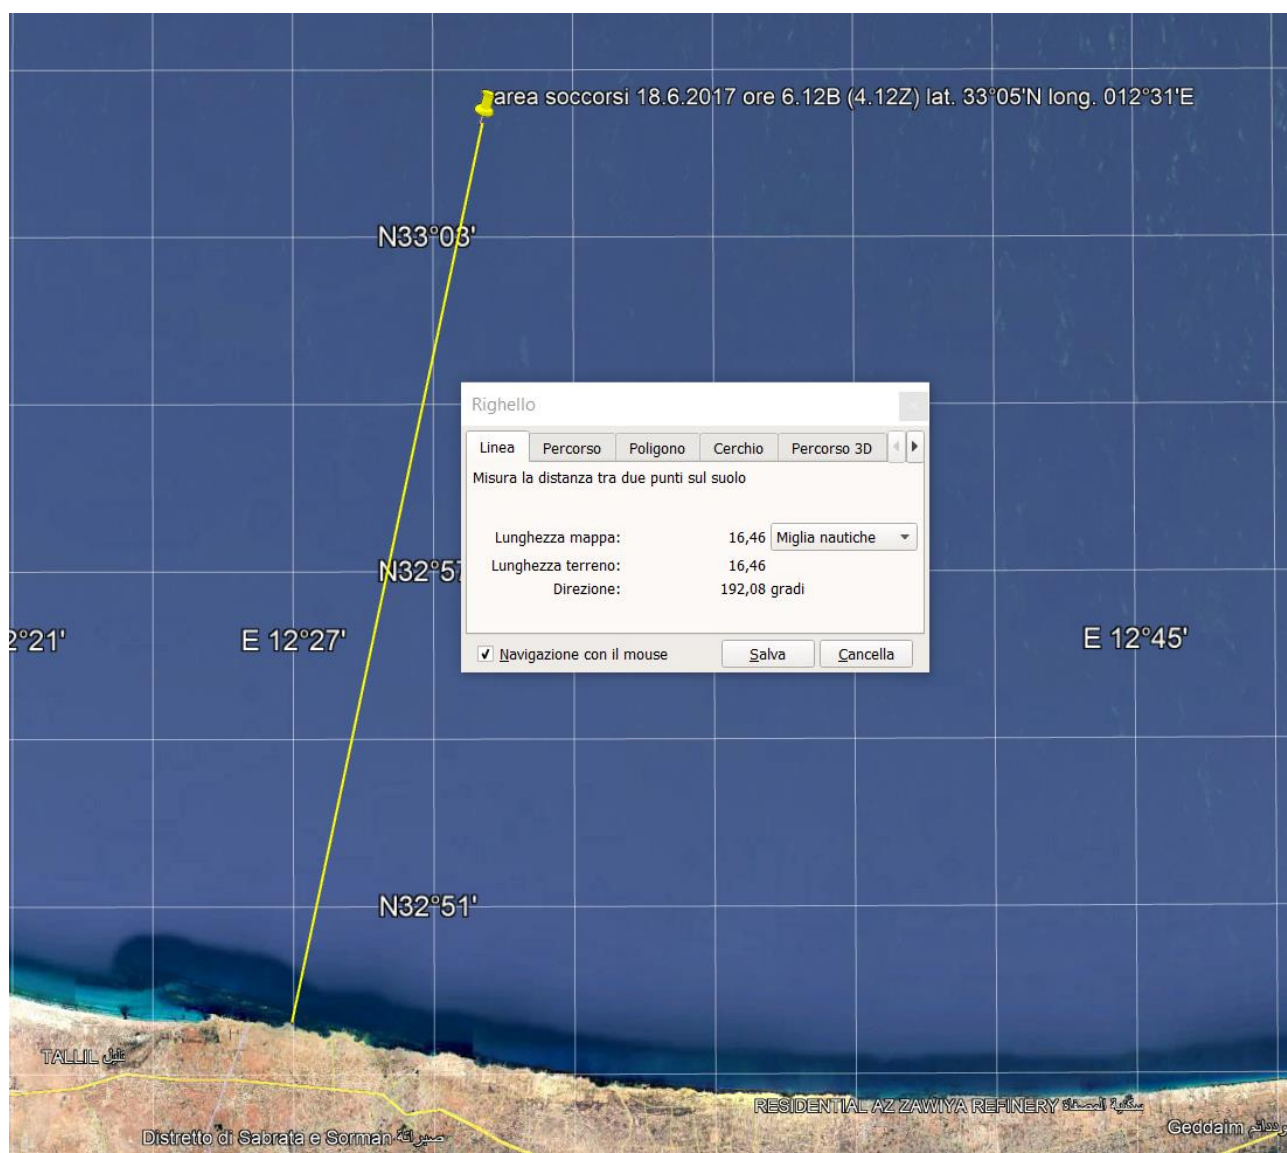 area soccorsi 18.6.2017 ore 6.12B (4.12Z) lat. 33°05'N long. 012°31'E
N33°03'
Righello
Linea Percorso Poligono Cerchio Percorso 3D
Misura la distanza tra due punti sul suolo
Lunghezza mappa: 16,46 Miglia nautiche
Lunghezza terreno: 16,46
Direzione: 192,08 gradi
Navigazione con il mouse Salva Cancella
N32°57
2°21' E 12°27' E 12°45'
N32°51'
TALLIL تليل
RESIDENTIAL AZ ZAWIYA REFINERY سكنية المصفاة
Geddaim
Distretto di Sabrata e Sorman